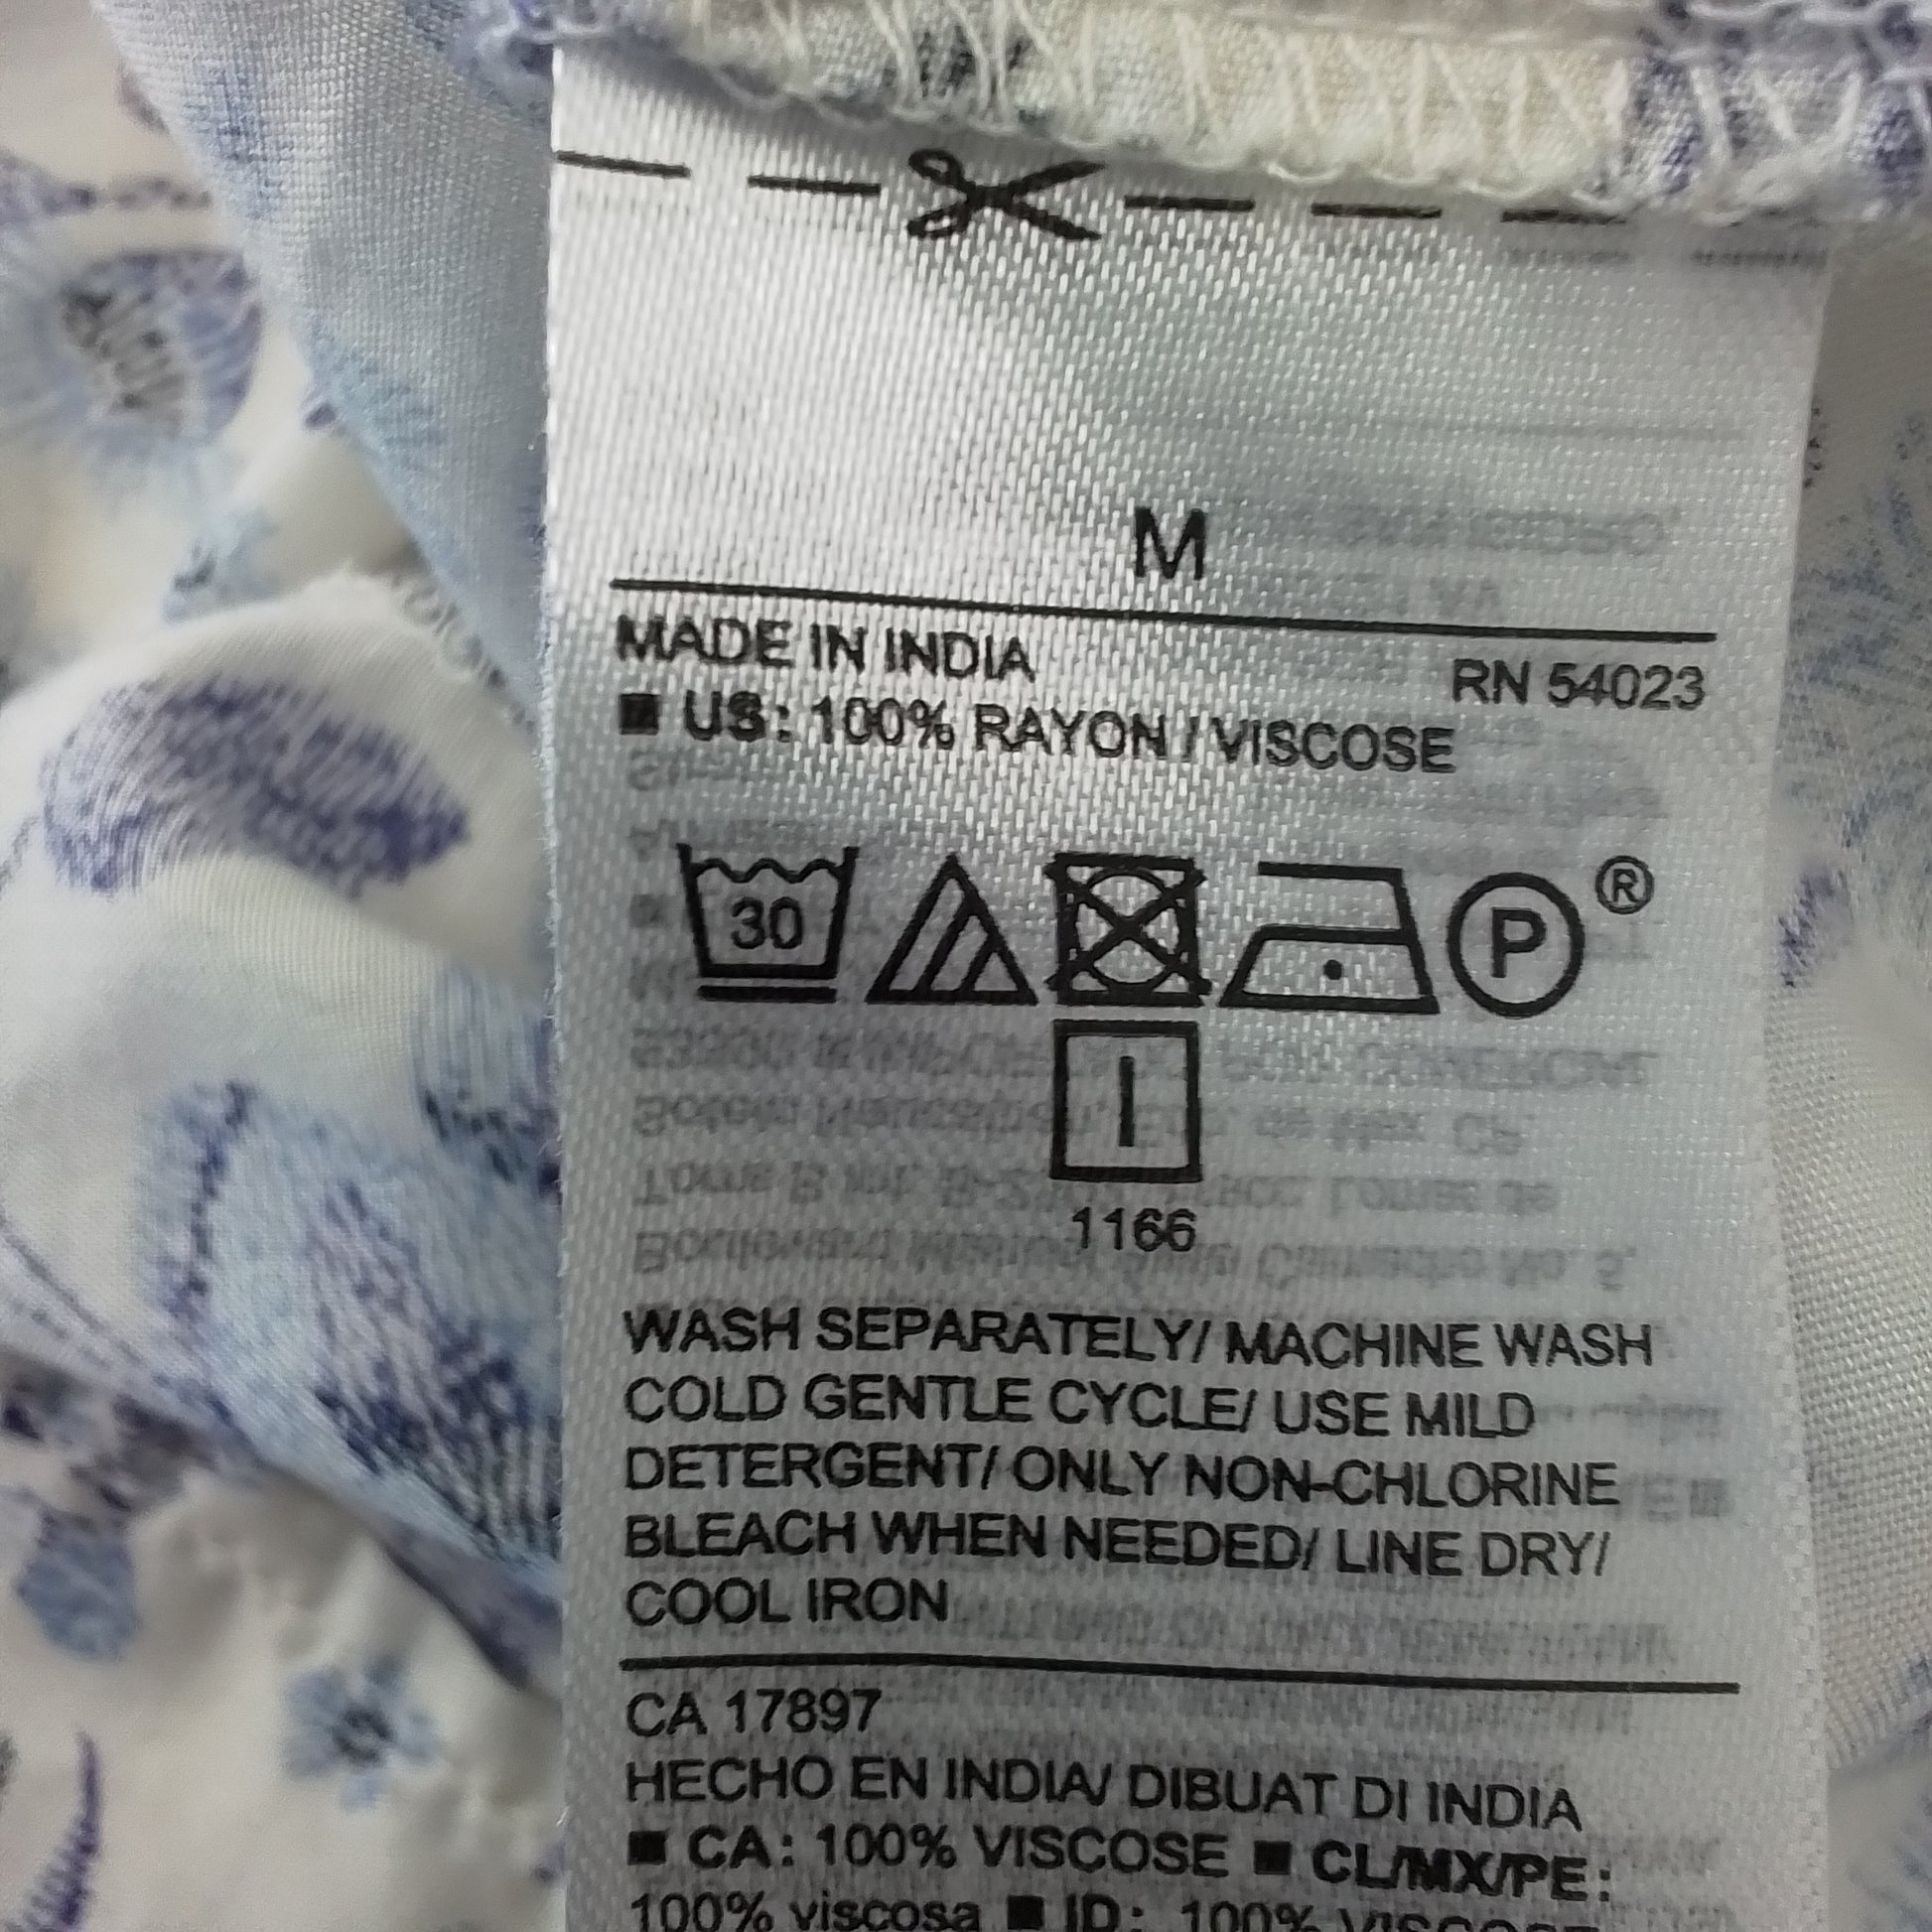 M
MADE IN INDIA RN 54023
■ US: 100% RAYON / VISCOSE
30 P ®
1166
WASH SEPARATELY/ MACHINE WASH
COLD GENTLE CYCLE/ USE MILD
DETERGENT/ ONLY NON-CHLORINE
BLEACH WHEN NEEDED/ LINE DRY/
COOL IRON
CA 17897
HECHO EN INDIA/ DIBUAT DI INDIA
■ CA: 100% VISCOSE ■ CL/MX/PE:
100% viscosa ■ ID: 100% VISCOSE